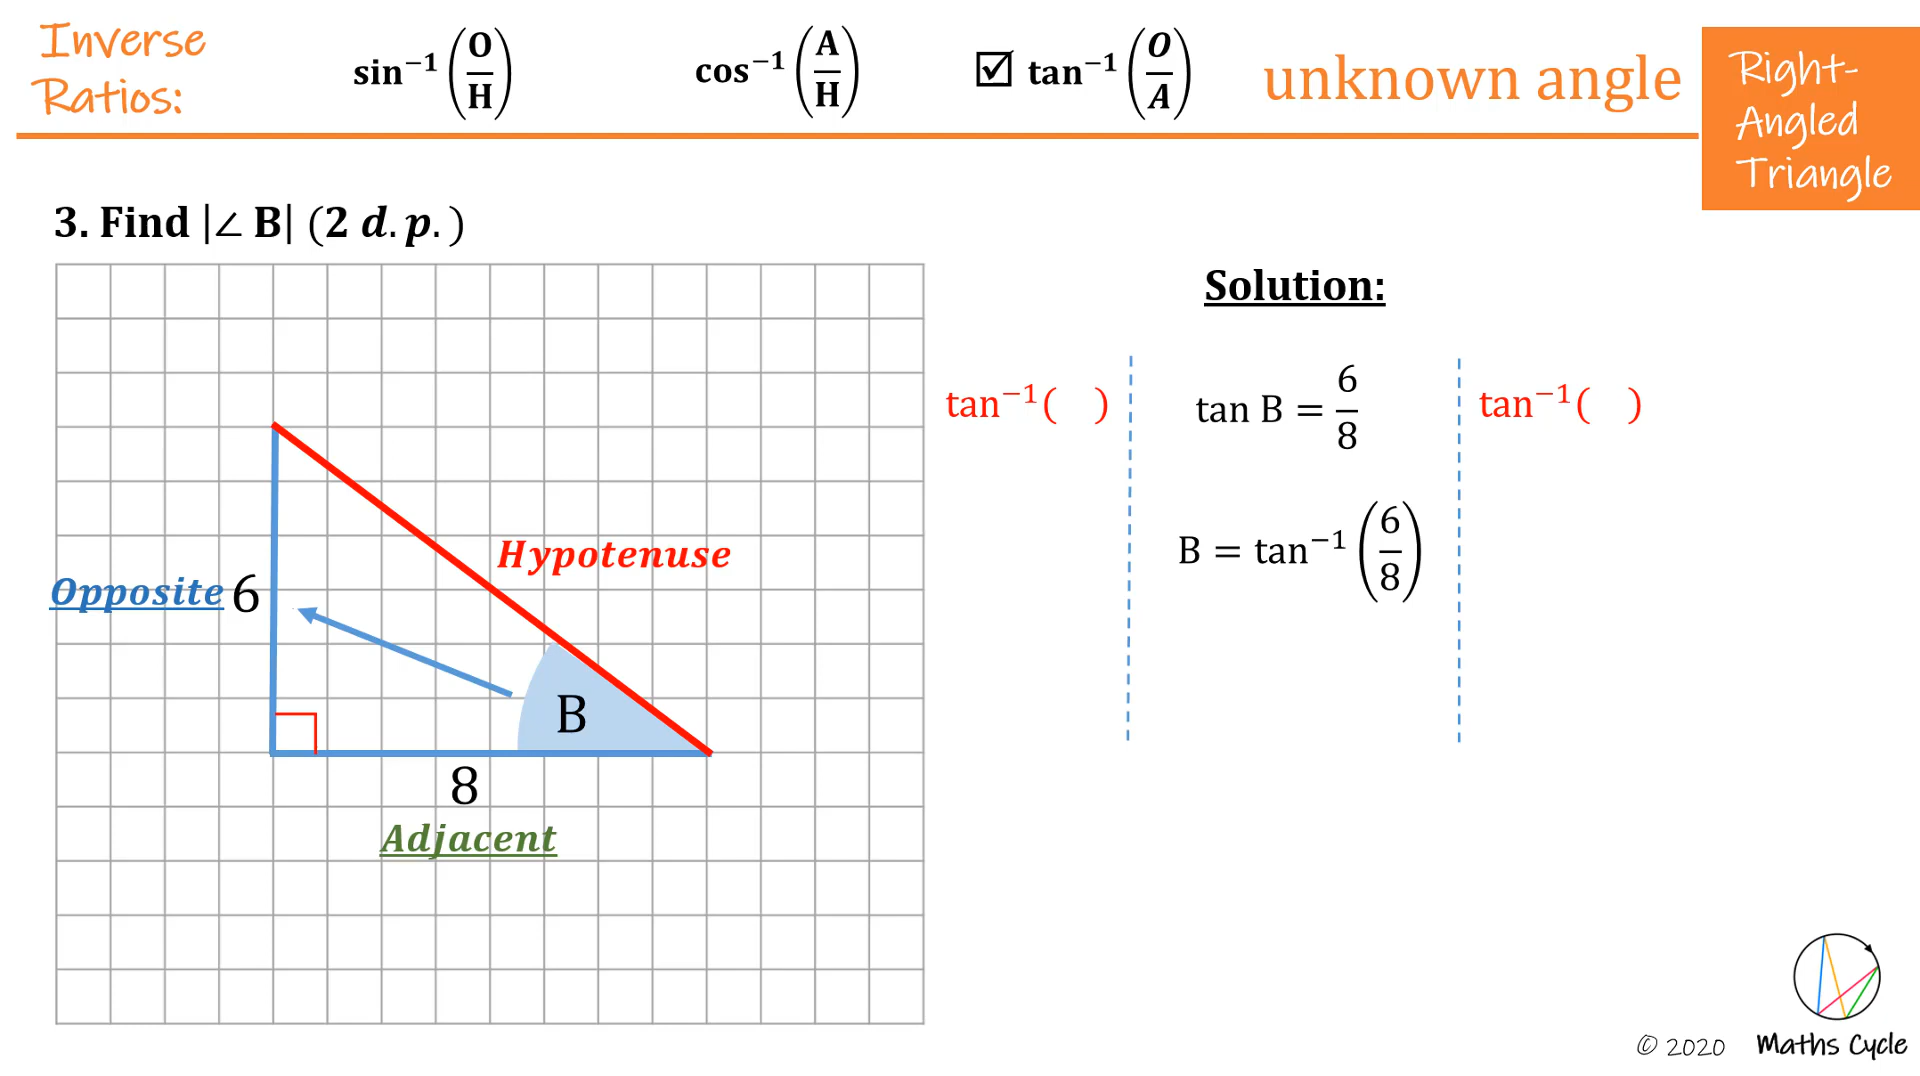 Inverse Ratios:
sin⁻¹(O/H)
cos⁻¹(A/H)
☑ tan⁻¹(O/A)
unknown angle
Right-
Angled
Triangle
3. Find |∠ B| (2 d.p.)
Solution:
tan⁻¹( )
tan B = 6/8
tan⁻¹( )
B = tan⁻¹(6/8)
Hypotenuse
Opposite 6
B
8
Adjacent
© 2020 Maths Cycle